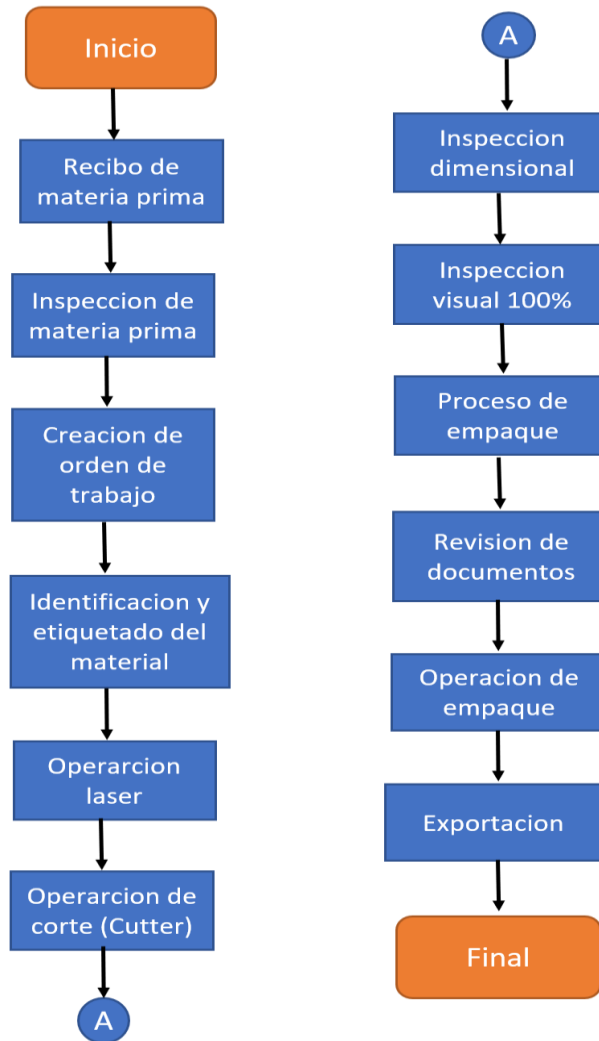 Inicio
Recibo de
materia prima
Inspeccion de
materia prima
Creacion de
orden de
trabajo
Identificacion y
etiquetado del
material
Operarcion
laser
Operarcion de
corte (Cutter)
A
A
Inspeccion
dimensional
Inspeccion
visual 100%
Proceso de
empaque
Revision de
documentos
Operacion de
empaque
Exportacion
Final